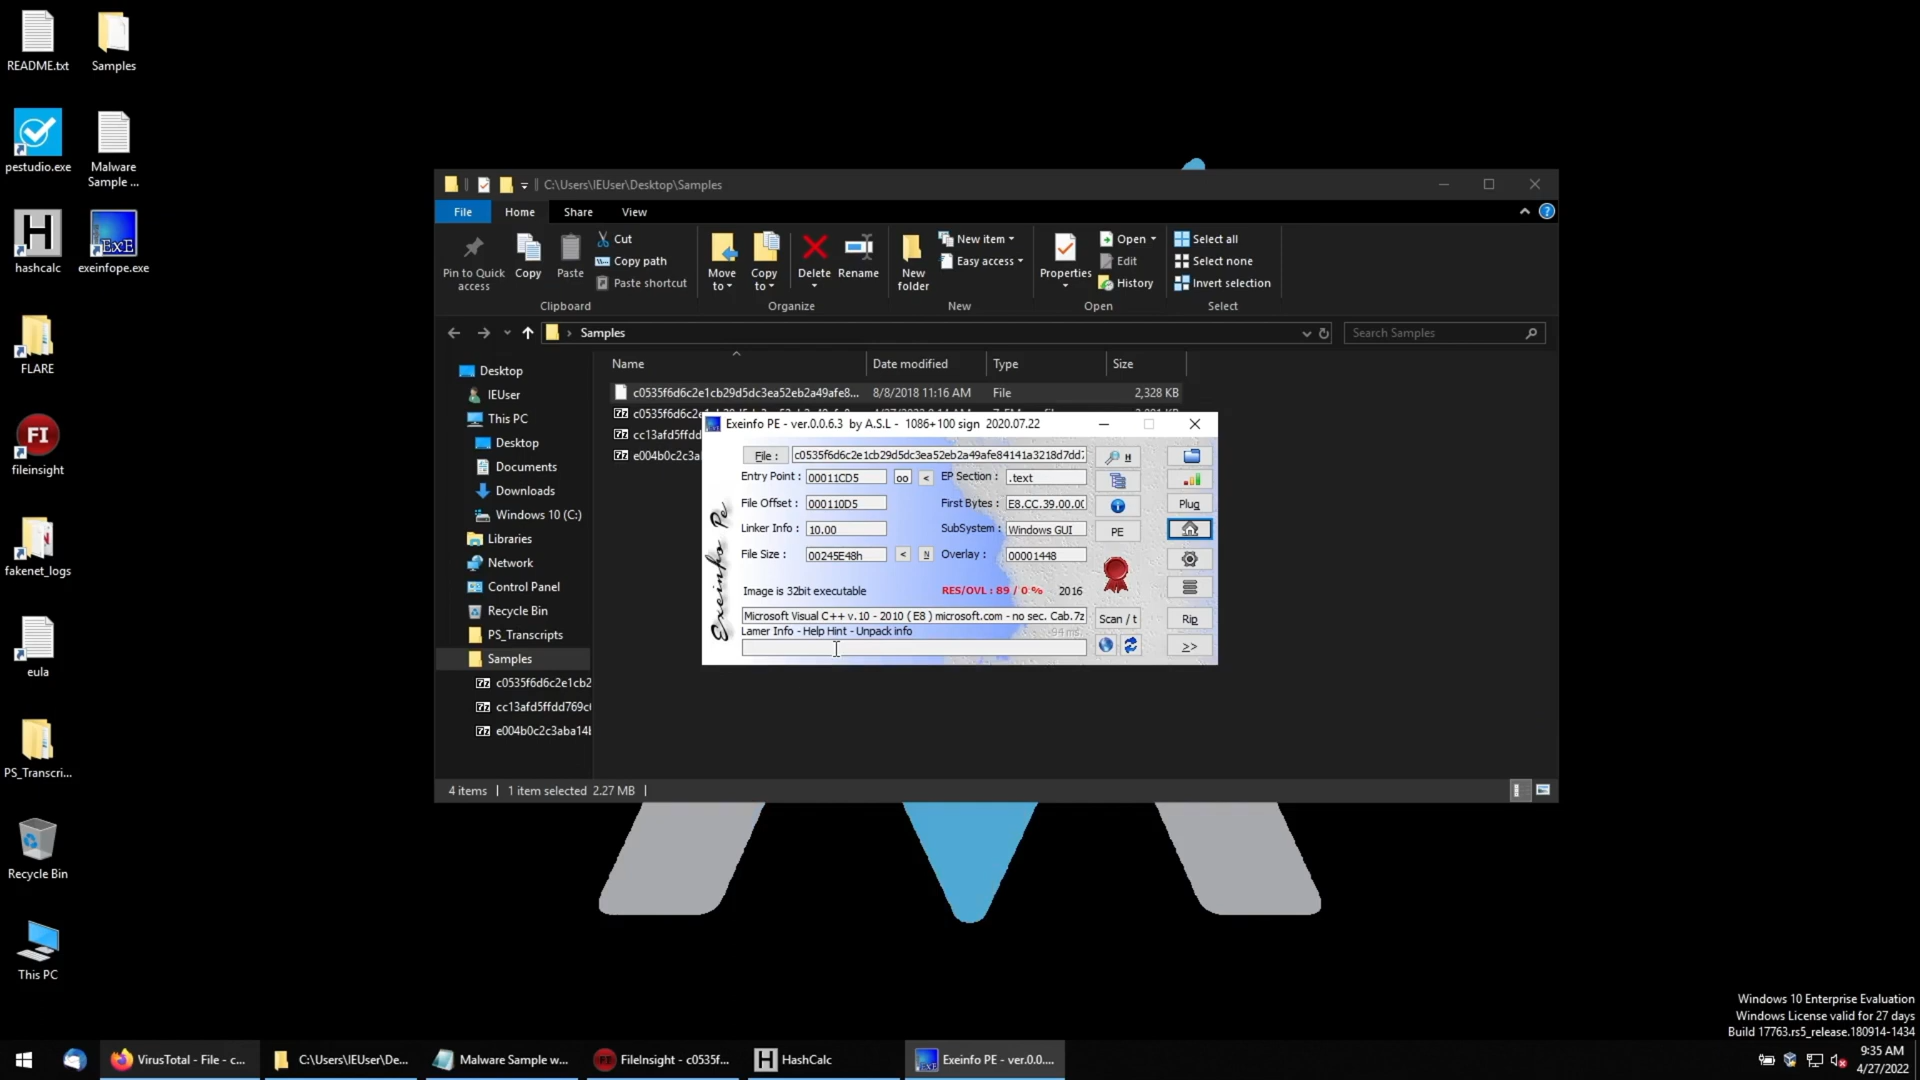 README.txt
Samples
pestudio.exe
Malware
Sample ...
hashcalc
exeinfope.exe
FLARE
fileinsight
fakenet_logs
eula
PS_Transcri...
Recycle Bin
This PC
C:\Users\IEUser\Desktop\Samples
File
Home
Share
View
Pin to Quick
access
Copy
Paste
Cut
Copy path
Paste shortcut
Clipboard
Move
to
Copy
to
Delete
Rename
Organize
New
folder
New item
Easy access
New
Properties
Open
Edit
History
Open
Select all
Select none
Invert selection
Select
Samples
Search Samples
Name
Date modified
Type
Size
Desktop
IEUser
This PC
Desktop
Documents
Downloads
Windows 10 (C:)
Libraries
Network
Control Panel
Recycle Bin
PS_Transcripts
Samples
c0535f6d6c2e1cb2
cc13afd5ffdd769c
e004b0c2c3aba14
c0535f6d6c2e1cb29d5dc3ea52eb2a49afe8... 8/8/2018 11:16 AM File 2,328 KB
c0535f6d6c2e
cc13afd5ffdd
e004b0c2c3a
4 items
1 item selected 2.27 MB
Exeinfo PE - ver.0.0.6.3 by A.S.L - 1086+100 sign 2020.07.22
Exeinfo Pe
File : c0535f6d6c2e1cb29d5dc3ea52eb2a49afe84141a3218d7dd7
H
Entry Point : 00011CD5 oo < EP Section : .text
File Offset : 000110D5 First Bytes : E8.CC.39.00.00
Plug
Linker Info : 10.00 SubSystem : Windows GUI
PE
File Size : 00245E48h < N Overlay : 00001448
Image is 32bit executable RES/OVL : 89 / 0 % 2016
Microsoft Visual C++ v.10 - 2010 ( E8 ) microsoft.com - no sec. Cab.7z
Scan / t
Rip
Lamer Info - Help Hint - Unpack info
94 ms.
>>
Windows 10 Enterprise Evaluation
Windows License valid for 27 days
Build 17763.rs5_release.180914-1434
VirusTotal - File - c...
C:\Users\IEUser\De...
Malware Sample w...
FileInsight - c0535f...
HashCalc
Exeinfo PE - ver.0.0....
9:35 AM
4/27/2022